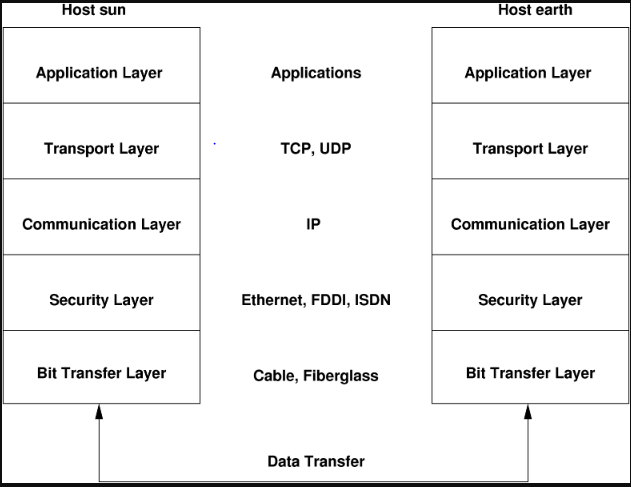 Host sun
Host earth
Application Layer
Applications
Application Layer
Transport Layer
TCP, UDP
Transport Layer
Communication Layer
IP
Communication Layer
Security Layer
Ethernet, FDDI, ISDN
Security Layer
Bit Transfer Layer
Cable, Fiberglass
Bit Transfer Layer
Data Transfer